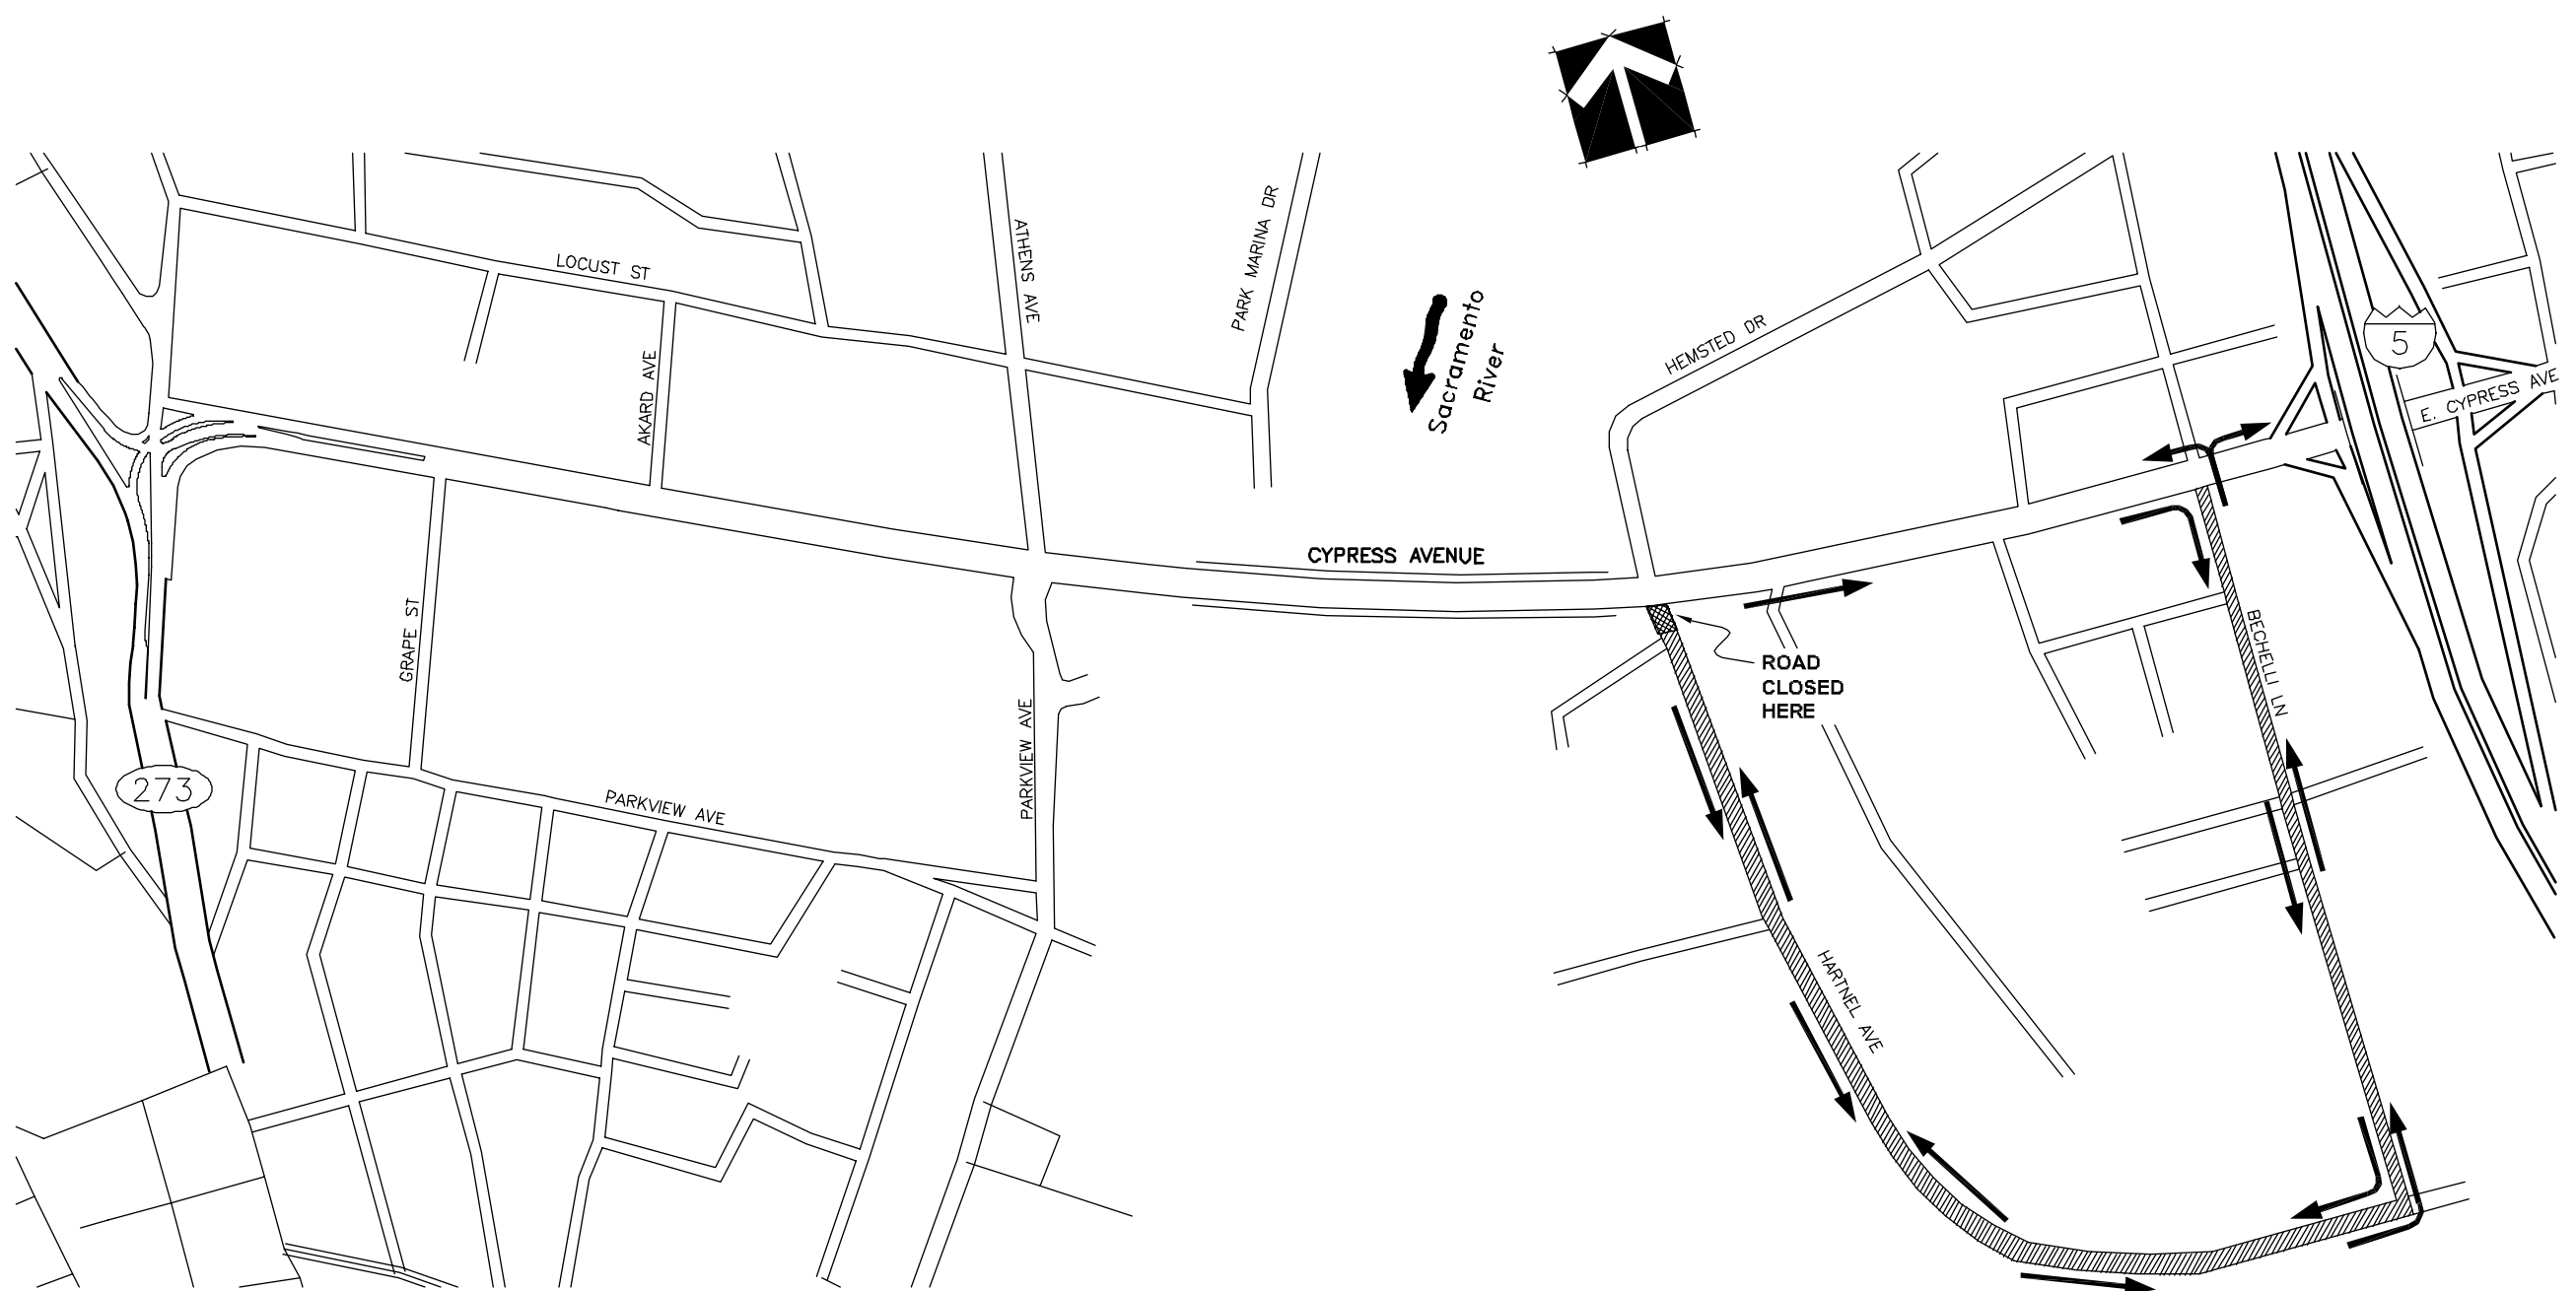 LOCUST ST
ATHENS AVE
PARK MARINA DR
Sacramento
River
HEMSTED DR
5
E. CYPRESS AVE
AKARD AVE
CYPRESS AVENUE
GRAPE ST
ROAD
CLOSED
HERE
BECHELLI LN
PARKVIEW AVE
273
PARKVIEW AVE
HARTNEL AVE